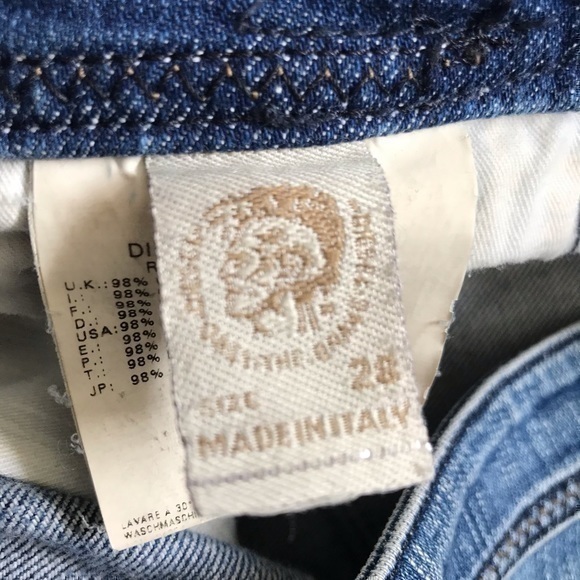 DI
R
U.K.: 98%
I.: 98%
F.: 98%
D.: 98%
USA: 98%
E.: 98%
P.: 98%
T.: 98%
JP: 98%
LAVARE A 30°
WASCHMASCHI
28
SIZE
MADE IN ITALY